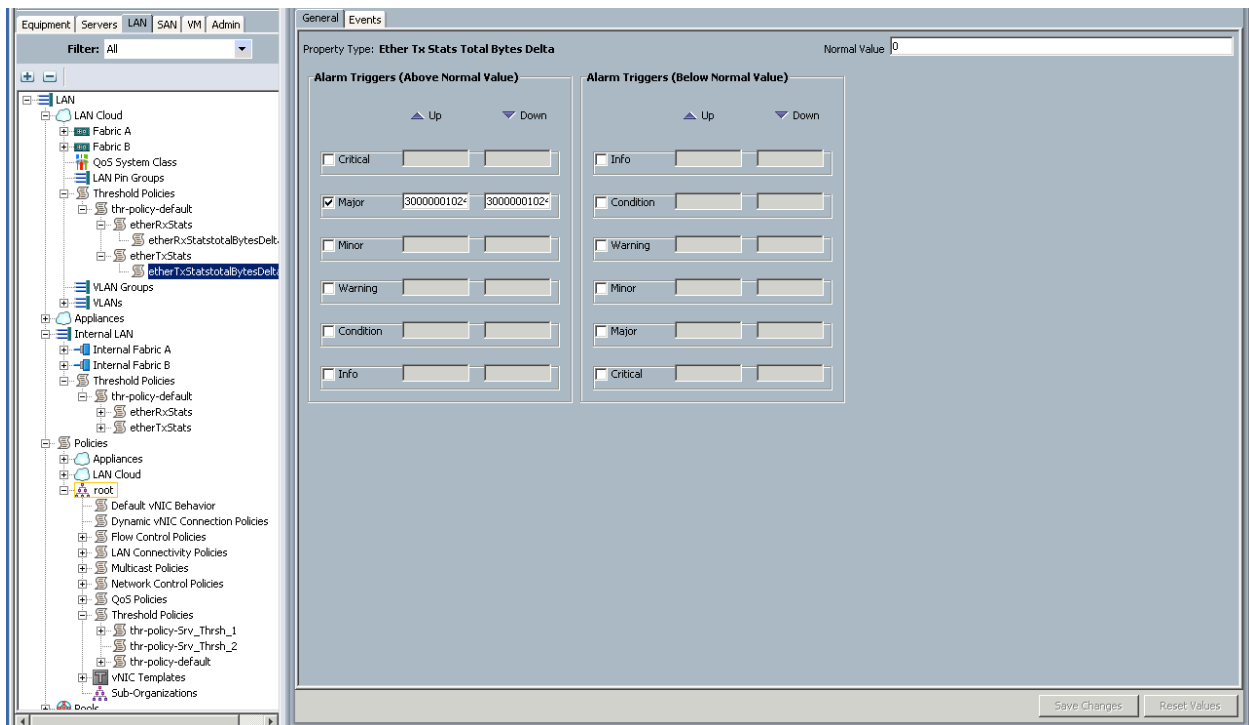 Equipment Servers LAN SAN VM Admin
Filter: All
LAN
LAN Cloud
Fabric A
Fabric B
QoS System Class
LAN Pin Groups
Threshold Policies
thr-policy-default
etherRxStats
etherRxStatstotalBytesDelt
etherTxStats
etherTxStatstotalBytesDelta
VLAN Groups
VLANs
Appliances
Internal LAN
Internal Fabric A
Internal Fabric B
Threshold Policies
thr-policy-default
etherRxStats
etherTxStats
Policies
Appliances
LAN Cloud
root
Default vNIC Behavior
Dynamic vNIC Connection Policies
Flow Control Policies
LAN Connectivity Policies
Multicast Policies
Network Control Policies
QoS Policies
Threshold Policies
thr-policy-Srv_Thrsh_1
thr-policy-Srv_Thrsh_2
thr-policy-default
vNIC Templates
Sub-Organizations
Pools
General Events
Property Type: Ether Tx Stats Total Bytes Delta Normal Value 0
Alarm Triggers (Above Normal Value)
Up Down
Critical
Major 3000000102 3000000102
Minor
Warning
Condition
Info
Alarm Triggers (Below Normal Value)
Up Down
Info
Condition
Warning
Minor
Major
Critical
Save Changes Reset Values